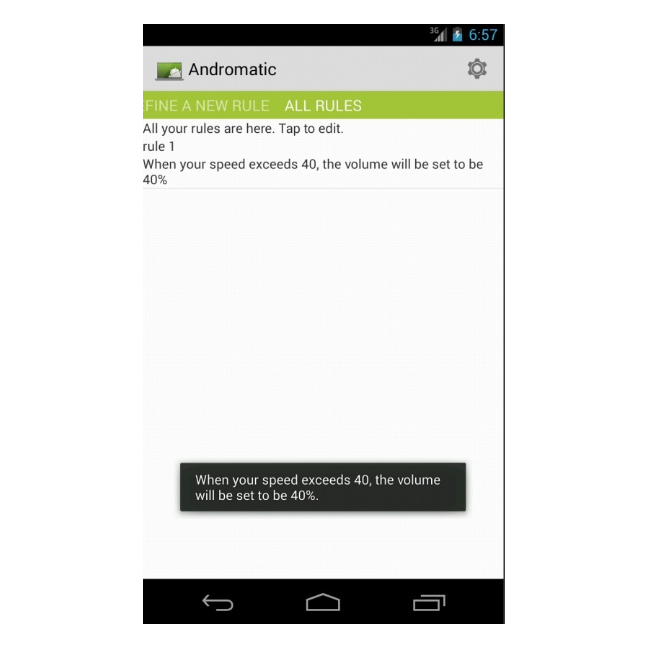 3G 6:57
Andromatic
EFINE A NEW RULE ALL RULES
All your rules are here. Tap to edit.
rule 1
When your speed exceeds 40, the volume will be set to be
40%
When your speed exceeds 40, the volume
will be set to be 40%.